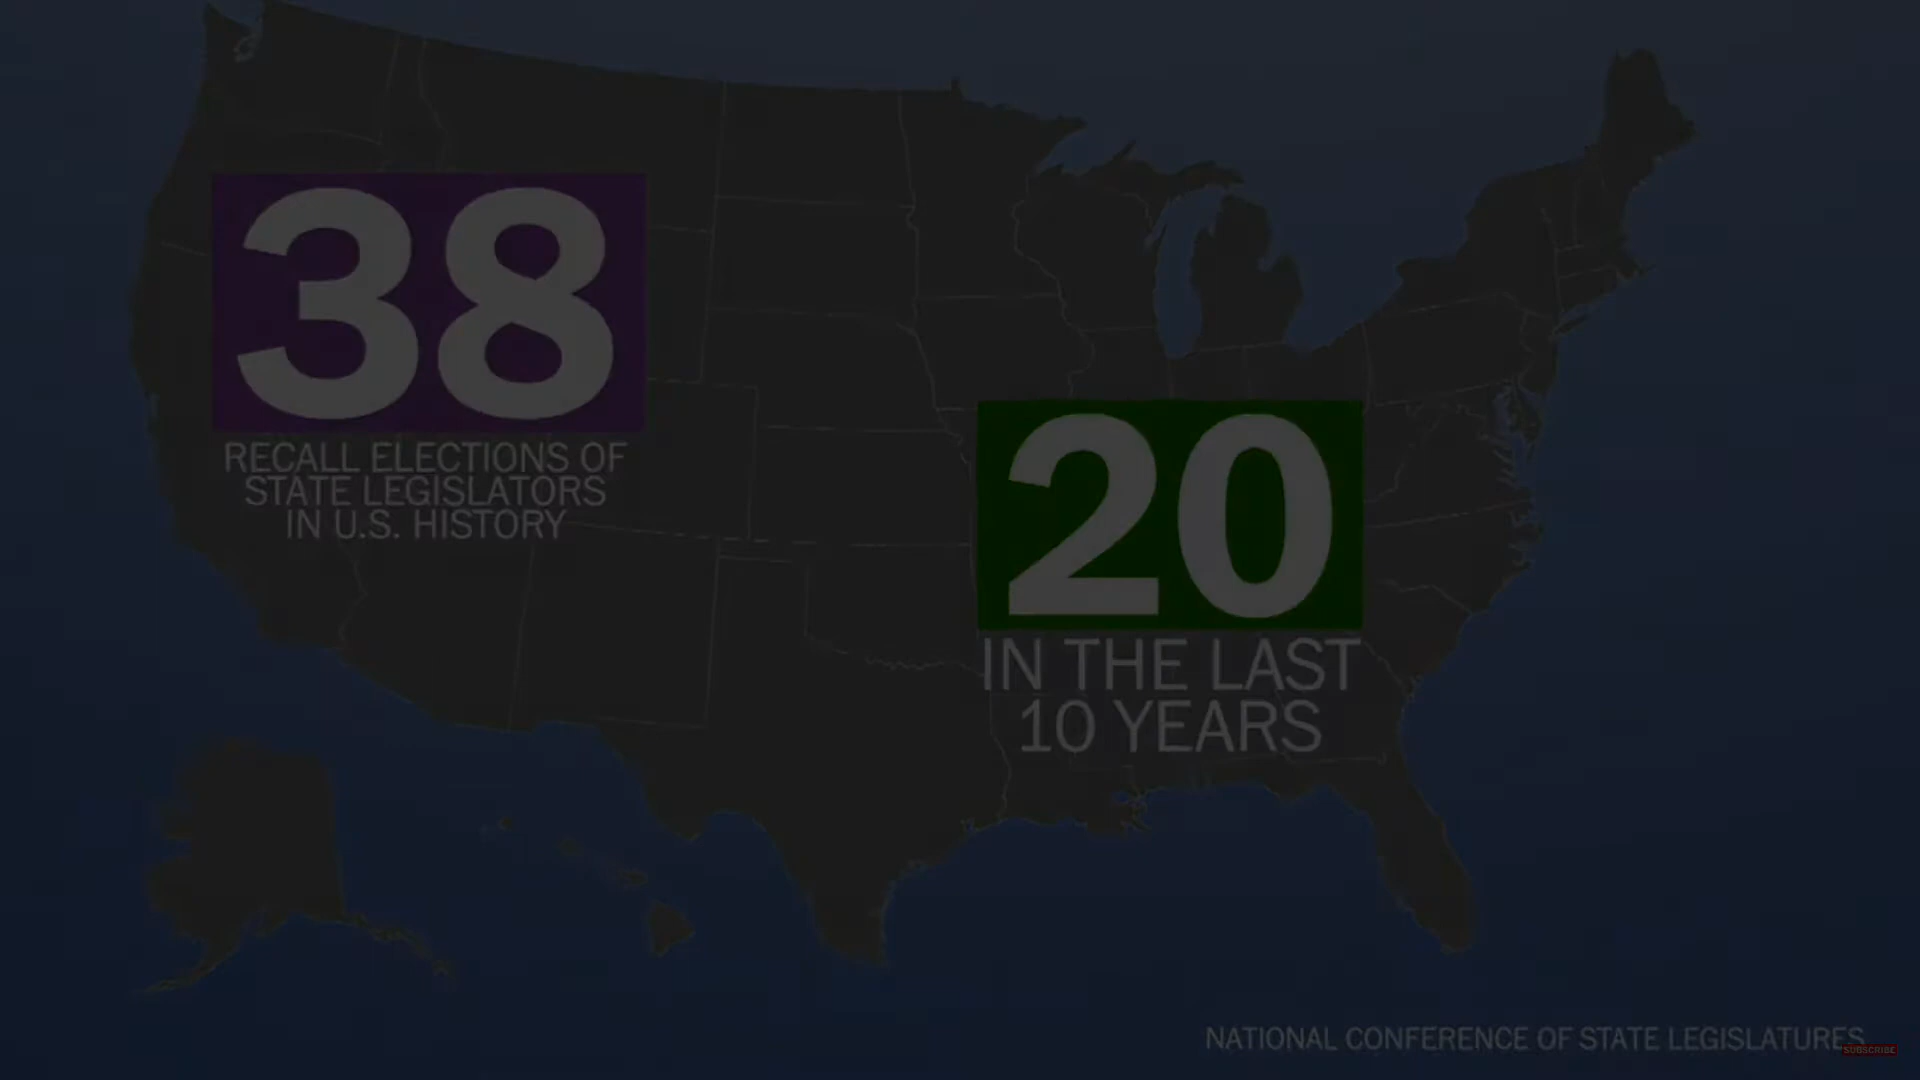 38
RECALL ELECTIONS OF
STATE LEGISLATORS
IN U.S. HISTORY
20
IN THE LAST
10 YEARS
NATIONAL CONFERENCE OF STATE LEGISLATURES
SUBSCRIBE